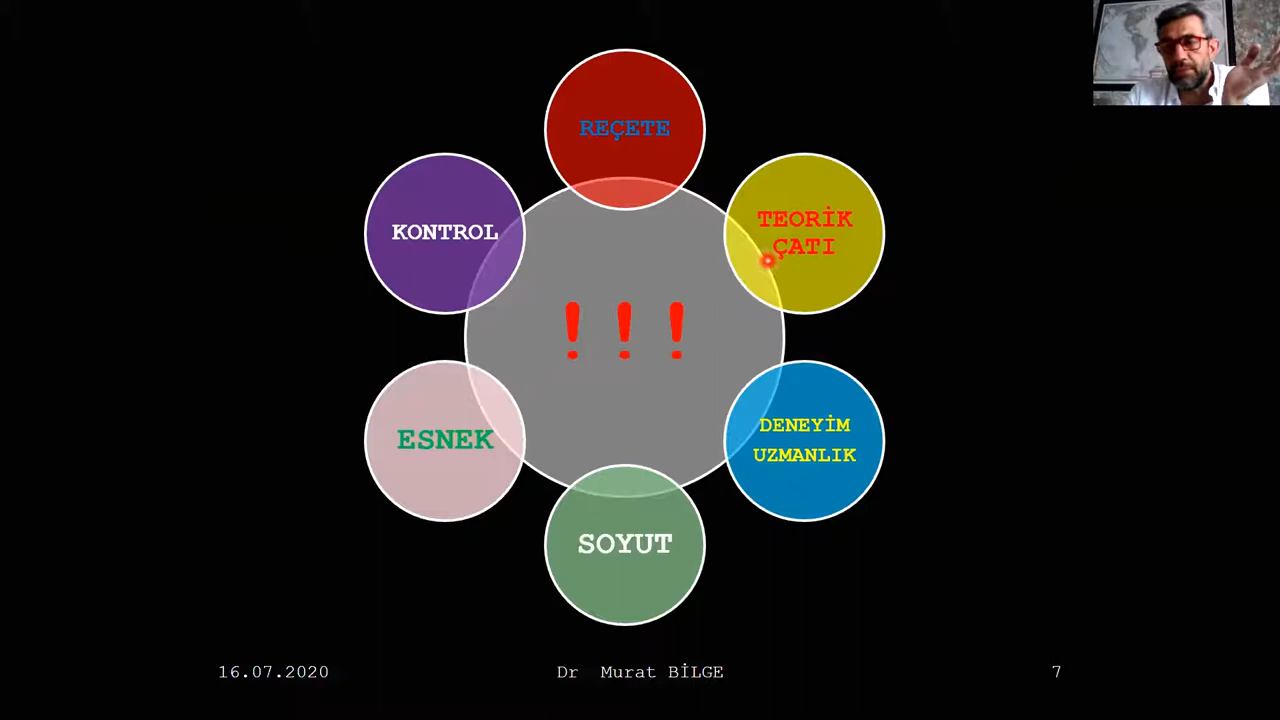 REÇETE
TEORİK
ÇATI
KONTROL
! ! !
ESNEK
DENEYİM
UZMANLIK
SOYUT
16.07.2020
Dr Murat BİLGE
7